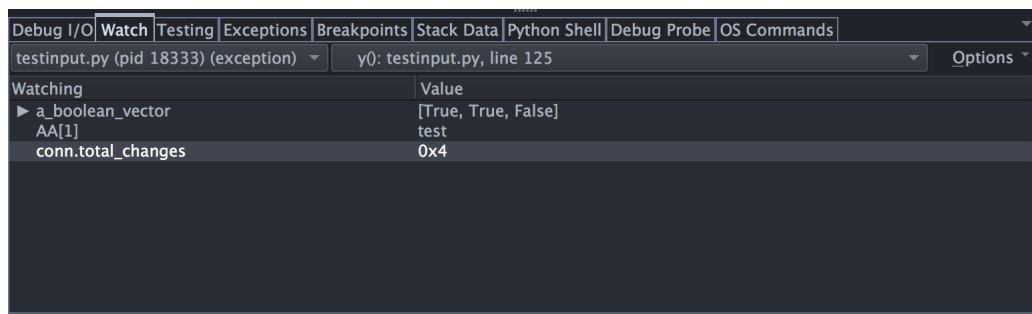 Debug I/O Watch Testing Exceptions Breakpoints Stack Data Python Shell Debug Probe OS Commands
testinput.py (pid 18333) (exception) y(): testinput.py, line 125 Options
Watching Value
a_boolean_vector [True, True, False]
AA[1] test
conn.total_changes 0x4